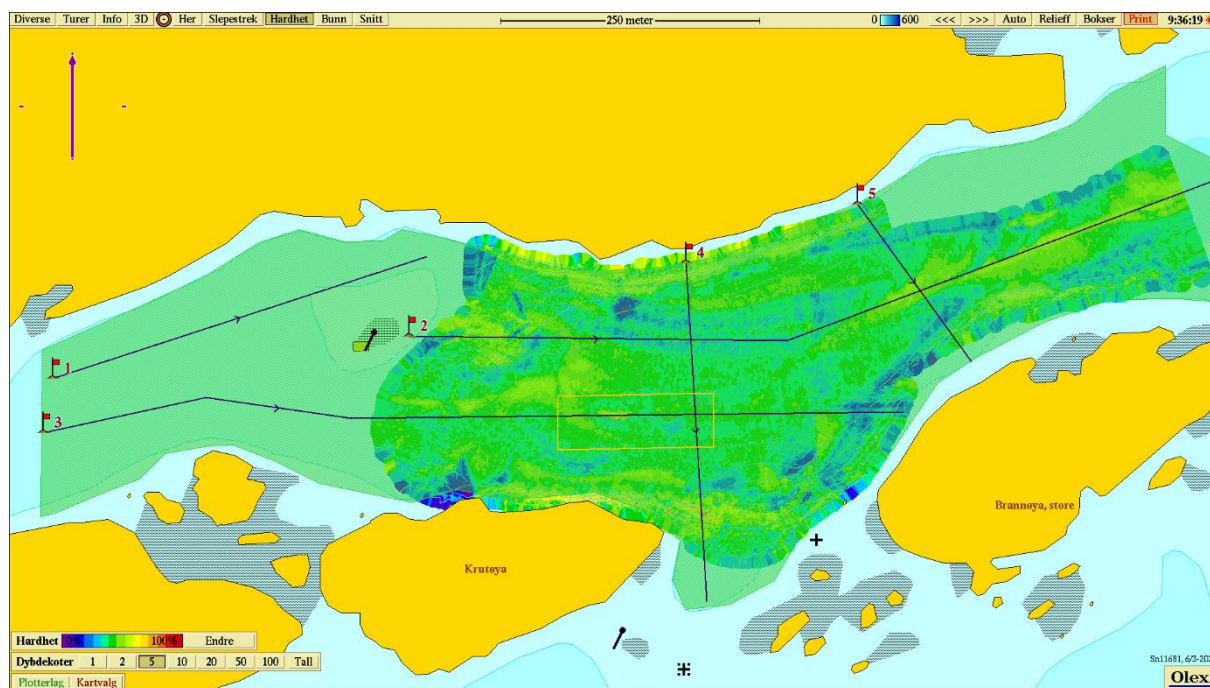 Diverse Turer Info 3D Her Slepestrek Hardhet Bunn Snitt 250 meter 0 600 <<< >>> Auto Relieff Bokser Print 9:36:19
5
4
2
1
3
Brannøya, store
Krutøya
Hardhet 0% 100% Endre
Dybdekoter 1 2 5 10 20 50 100 Tall
Plotterlag Kartvalg
Olex